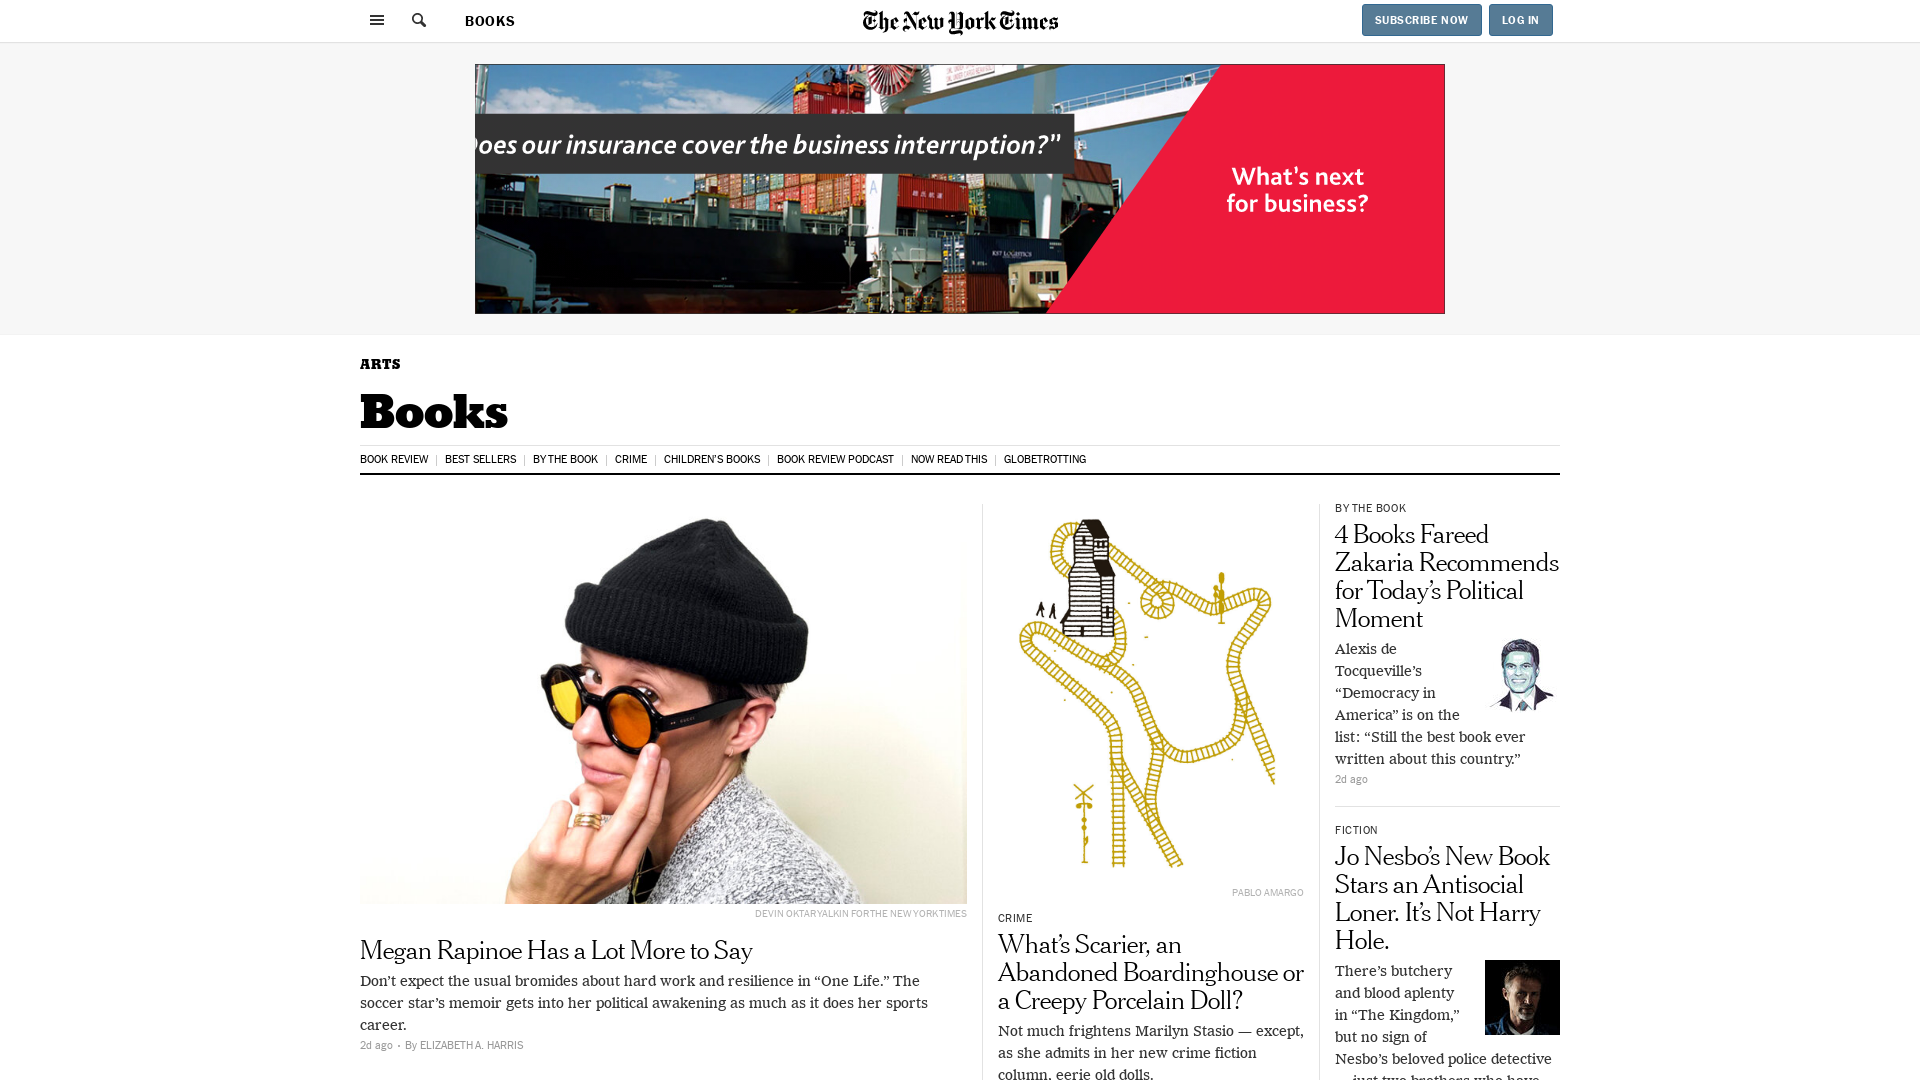 BOOKS
The New York Times
SUBSCRIBE NOW
LOG IN
oes our insurance cover the business interruption?”
What’s next
for business?
ARTS
Books
BOOK REVIEW
BEST SELLERS
BY THE BOOK
CRIME
CHILDREN’S BOOKS
BOOK REVIEW PODCAST
NOW READ THIS
GLOBETROTTING
DEVIN OKTAR YALKIN FOR THE NEW YORK TIMES
Megan Rapinoe Has a Lot More to Say
Don’t expect the usual bromides about hard work and resilience in “One Life.” The
soccer star’s memoir gets into her political awakening as much as it does her sports
career.
2d ago • By ELIZABETH A. HARRIS
PABLO AMARGO
CRIME
What’s Scarier, an
Abandoned Boardinghouse or
a Creepy Porcelain Doll?
Not much frightens Marilyn Stasio — except,
as she admits in her new crime fiction
column, eerie old dolls.
BY THE BOOK
4 Books Fareed
Zakaria Recommends
for Today’s Political
Moment
Alexis de
Tocqueville’s
“Democracy in
America” is on the
list: “Still the best book ever
written about this country.”
2d ago
FICTION
Jo Nesbo’s New Book
Stars an Antisocial
Loner. It’s Not Harry
Hole.
There’s butchery
and blood aplenty
in “The Kingdom,”
but no sign of
Nesbo’s beloved police detective
— just two brothers who have